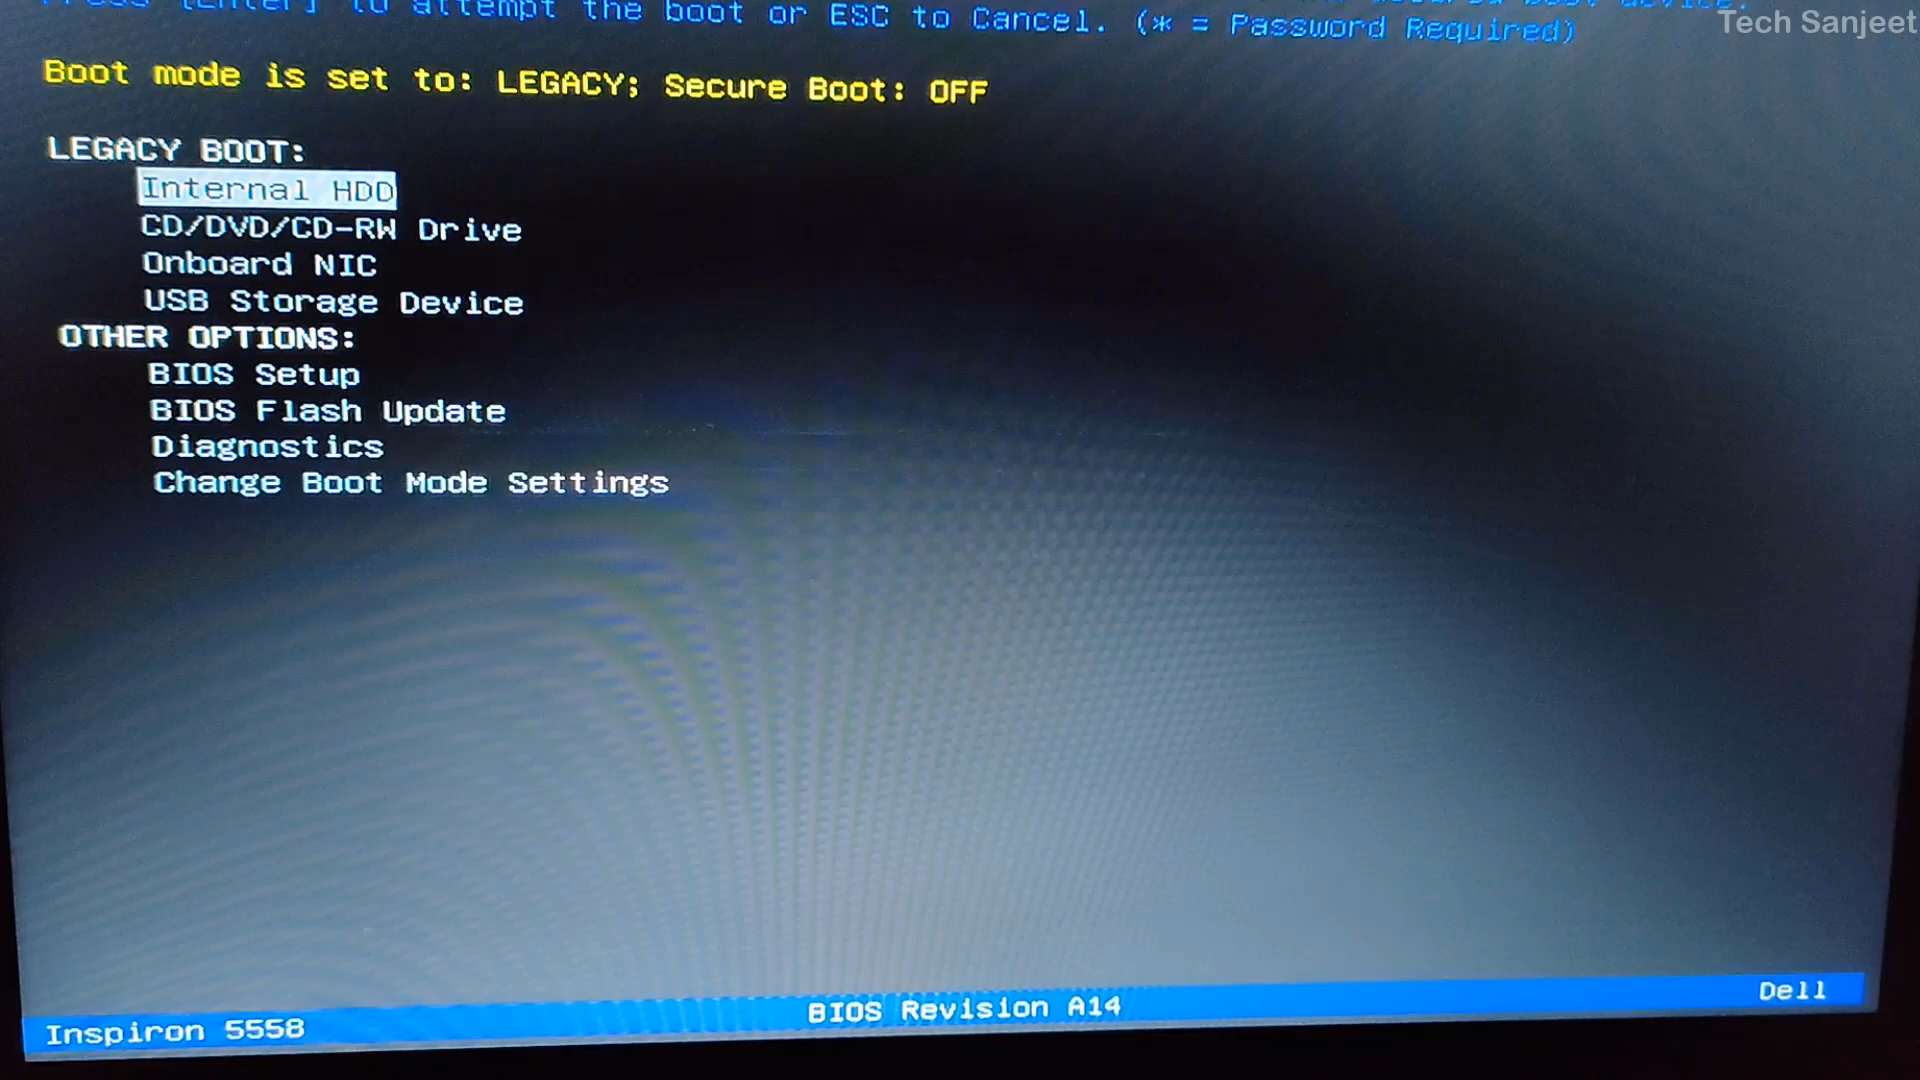 Tech Sanjeet
Press [Enter] to attempt the boot or ESC to Cancel. (* = Password Required)
Boot mode is set to: LEGACY; Secure Boot: OFF
LEGACY BOOT:
Internal HDD
CD/DVD/CD-RW Drive
Onboard NIC
USB Storage Device
OTHER OPTIONS:
BIOS Setup
BIOS Flash Update
Diagnostics
Change Boot Mode Settings
Inspiron 5558
BIOS Revision A14
Dell